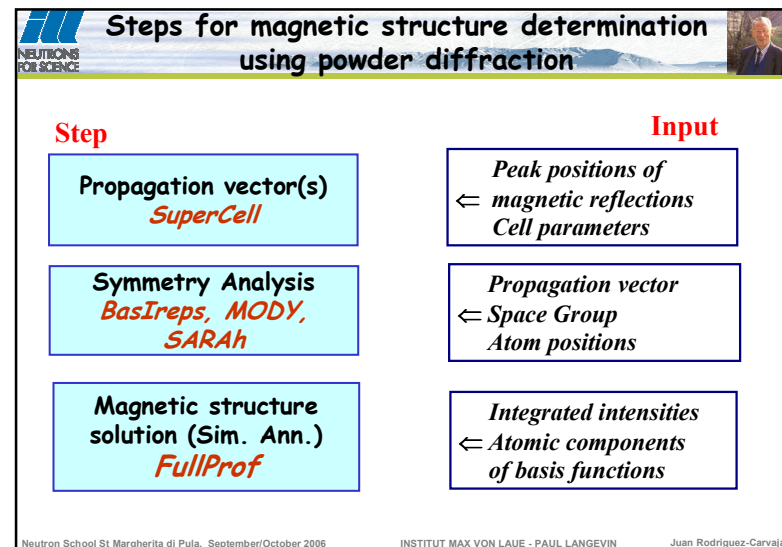 Steps for magnetic structure determination
using powder diffraction
NEUTRONS
FOR SCIENCE
Step
Input
Propagation vector(s)
SuperCell
Peak positions of
⇐ magnetic reflections
Cell parameters
Symmetry Analysis
BasIreps, MODY,
SARAh
Propagation vector
⇐ Space Group
Atom positions
Magnetic structure
solution (Sim. Ann.)
FullProf
Integrated intensities
⇐ Atomic components
of basis functions
Neutron School St Margherita di Pula, September/October 2006
INSTITUT MAX VON LAUE - PAUL LANGEVIN
Juan Rodriguez-Carvaja